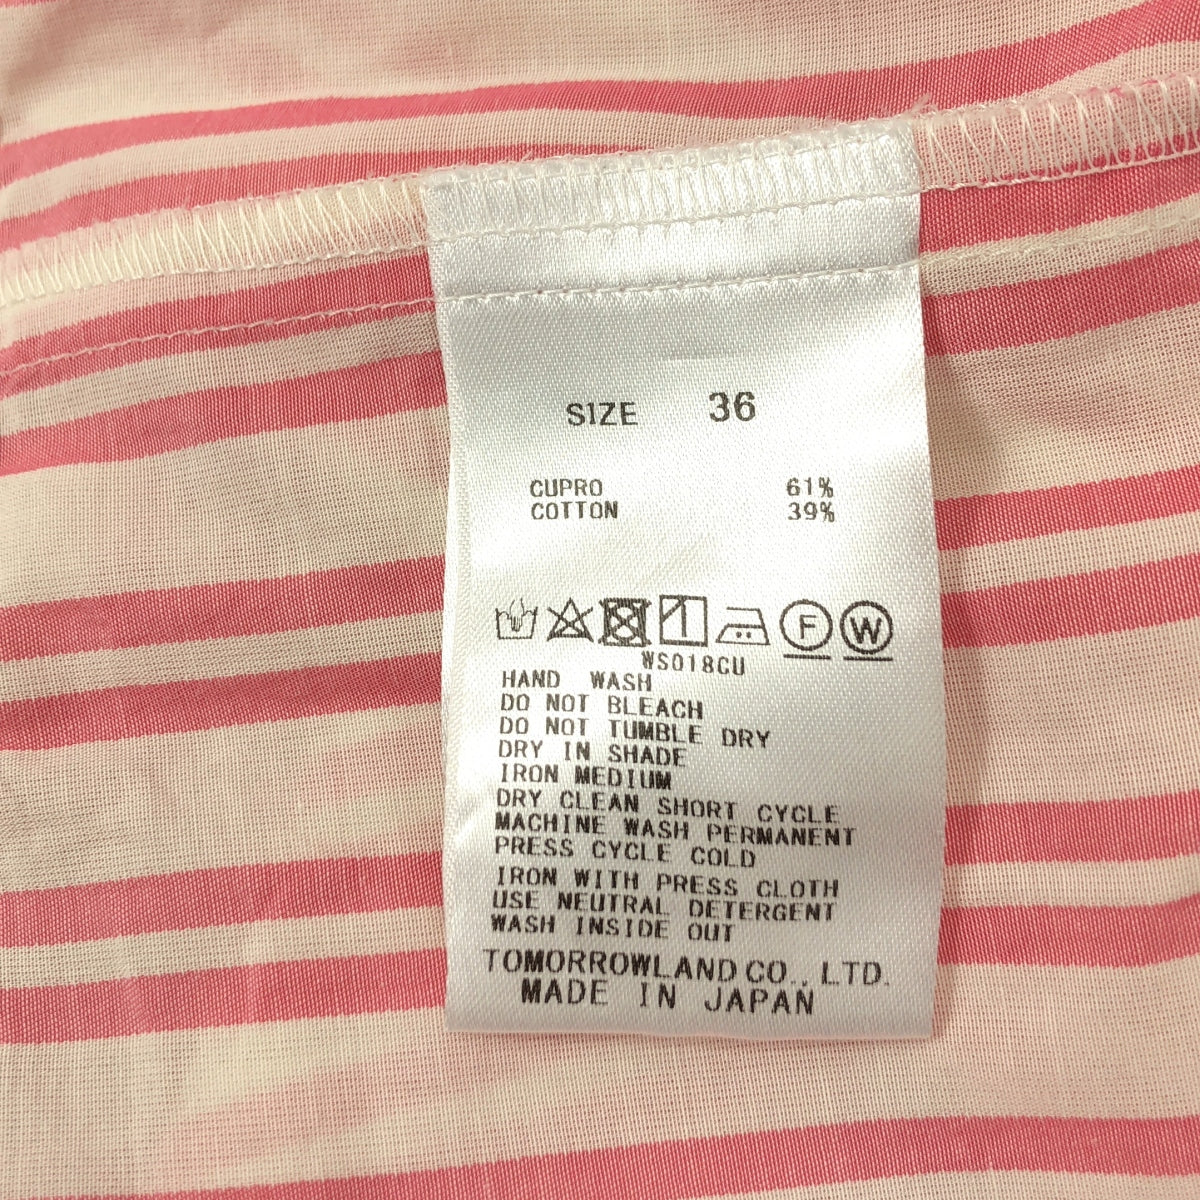 SIZE 36
CUPRO 61%
COTTON 39%
F W
WS018CU
HAND WASH
DO NOT BLEACH
DO NOT TUMBLE DRY
DRY IN SHADE
IRON MEDIUM
DRY CLEAN SHORT CYCLE
MACHINE WASH PERMANENT
PRESS CYCLE COLD
IRON WITH PRESS CLOTH
USE NEUTRAL DETERGENT
WASH INSIDE OUT
TOMORROWLAND CO., LTD.
MADE IN JAPAN